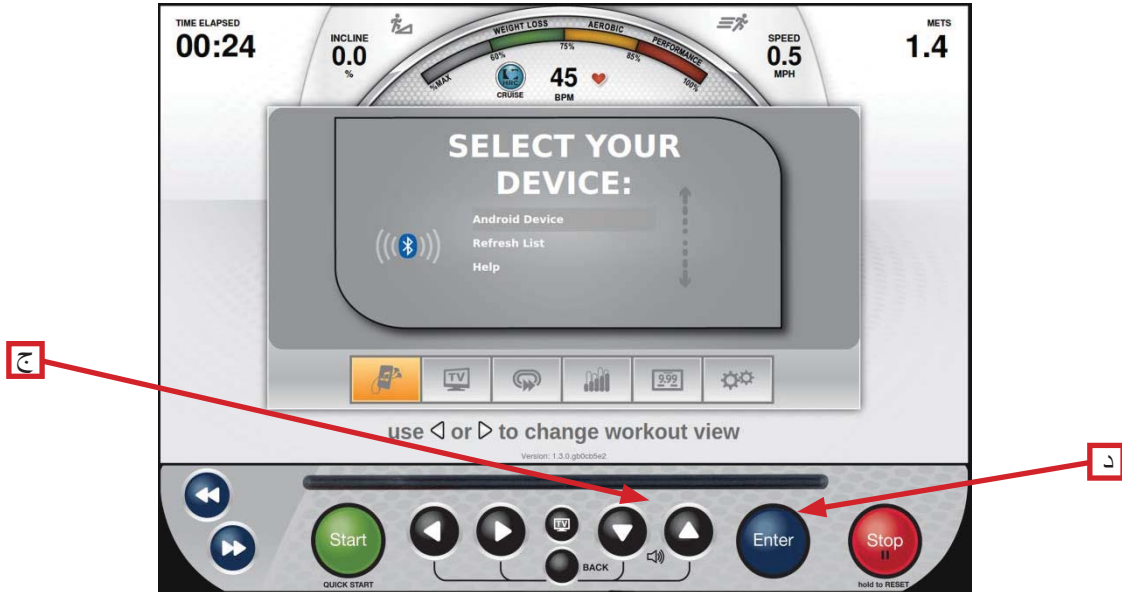 TIME ELAPSED
00:24
INCLINE
0.0
%
WEIGHT LOSS
AEROBIC
PERFORMANCE
%MAX
60%
75%
85%
100%
HRC
CRUISE
45
BPM
SPEED
0.5
MPH
METS
1.4
SELECT YOUR
DEVICE:
Android Device
Refresh List
Help
ج
TV
9.99
use ◁ or ▷ to change workout view
Version: 1.3.0.gb0cb5e2
د
Start
QUICK START
TV
BACK
Enter
Stop
hold to RESET